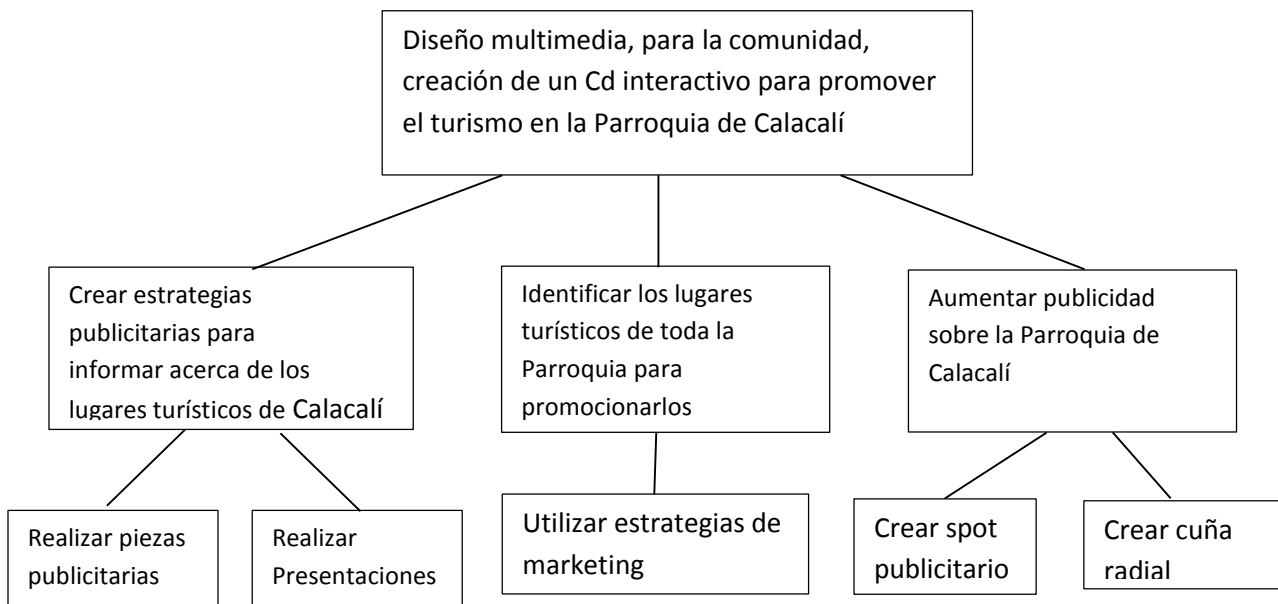 Diseño multimedia, para la comunidad,
creación de un Cd interactivo para promover
el turismo en la Parroquia de Calacalí
Crear estrategias
publicitarias para
informar acerca de los
lugares turísticos de Calacalí
Identificar los lugares
turísticos de toda la
Parroquia para
promocionarlos
Aumentar publicidad
sobre la Parroquia de
Calacalí
Realizar piezas
publicitarias
Realizar
Presentaciones
Utilizar estrategias de
marketing
Crear spot
publicitario
Crear cuña
radial